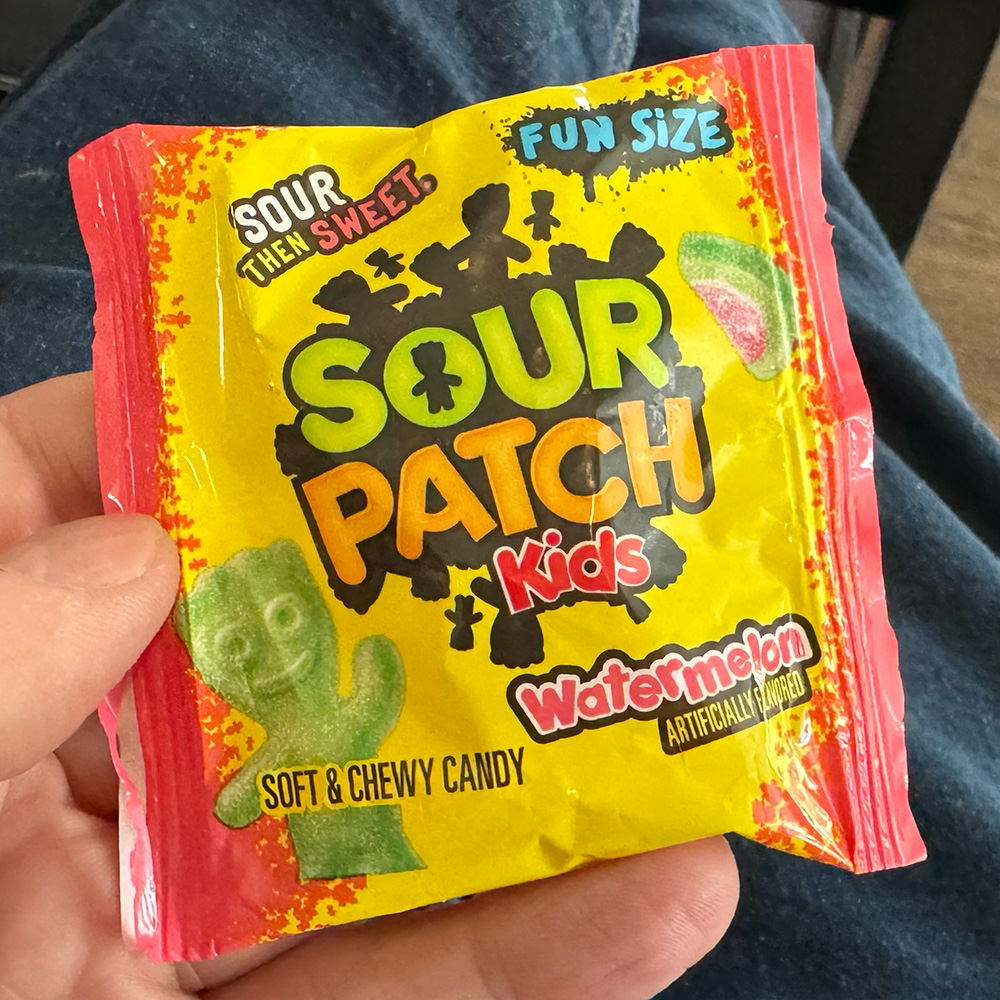 FUN SiZE
SOUR
THEN SWEET.
SOUR
PATCH
Kids
Watermelon
ARTIFICIALLY FLAVORED
SOFT & CHEWY CANDY